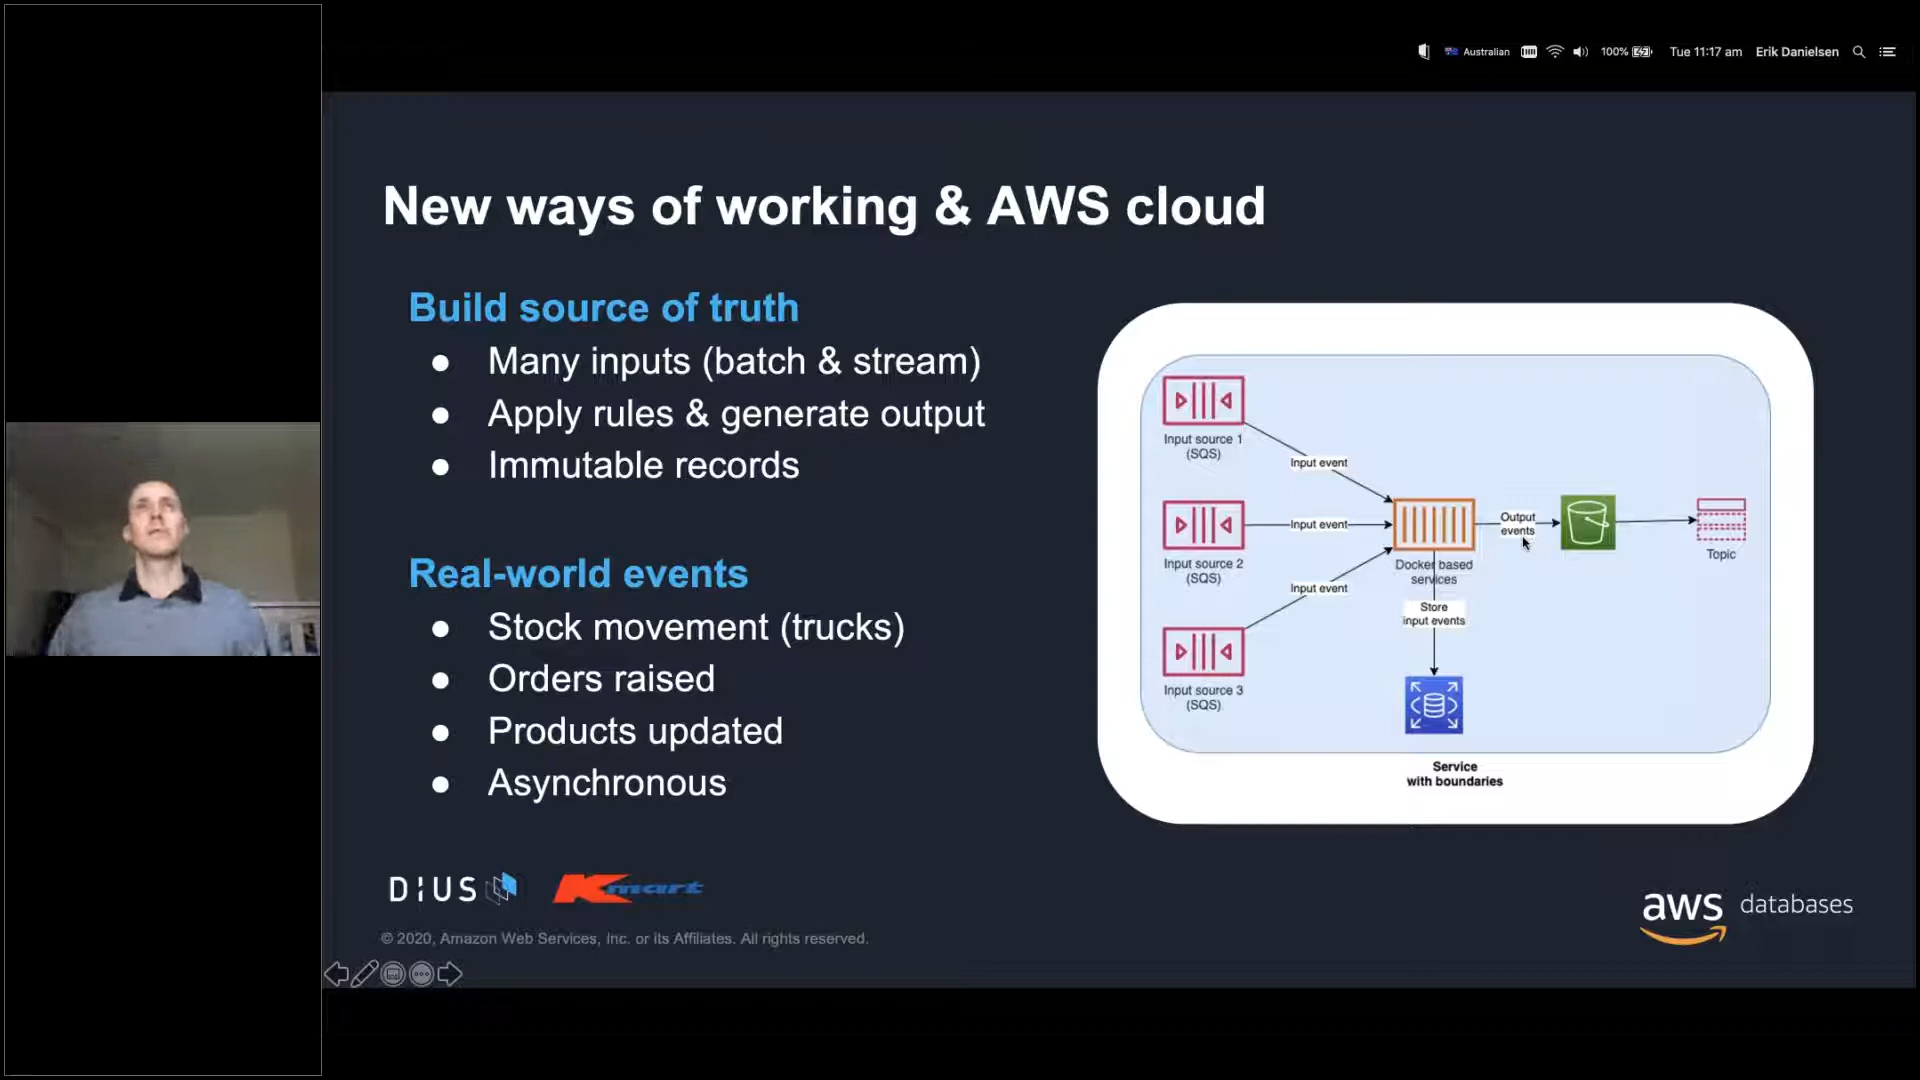 Australian 100% Tue 11:17 am Erik Danielsen
New ways of working & AWS cloud
Build source of truth
● Many inputs (batch & stream)
● Apply rules & generate output
● Immutable records
Real-world events
● Stock movement (trucks)
● Orders raised
● Products updated
● Asynchronous
Input source 1
(SQS)
Input event
Input source 2
(SQS)
Input event
Input source 3
(SQS)
Input event
Docker based
services
Output
events
Topic
Store
input events
Service
with boundaries
DiUS
Kmart
aws databases
© 2020, Amazon Web Services, Inc. or its Affiliates. All rights reserved.